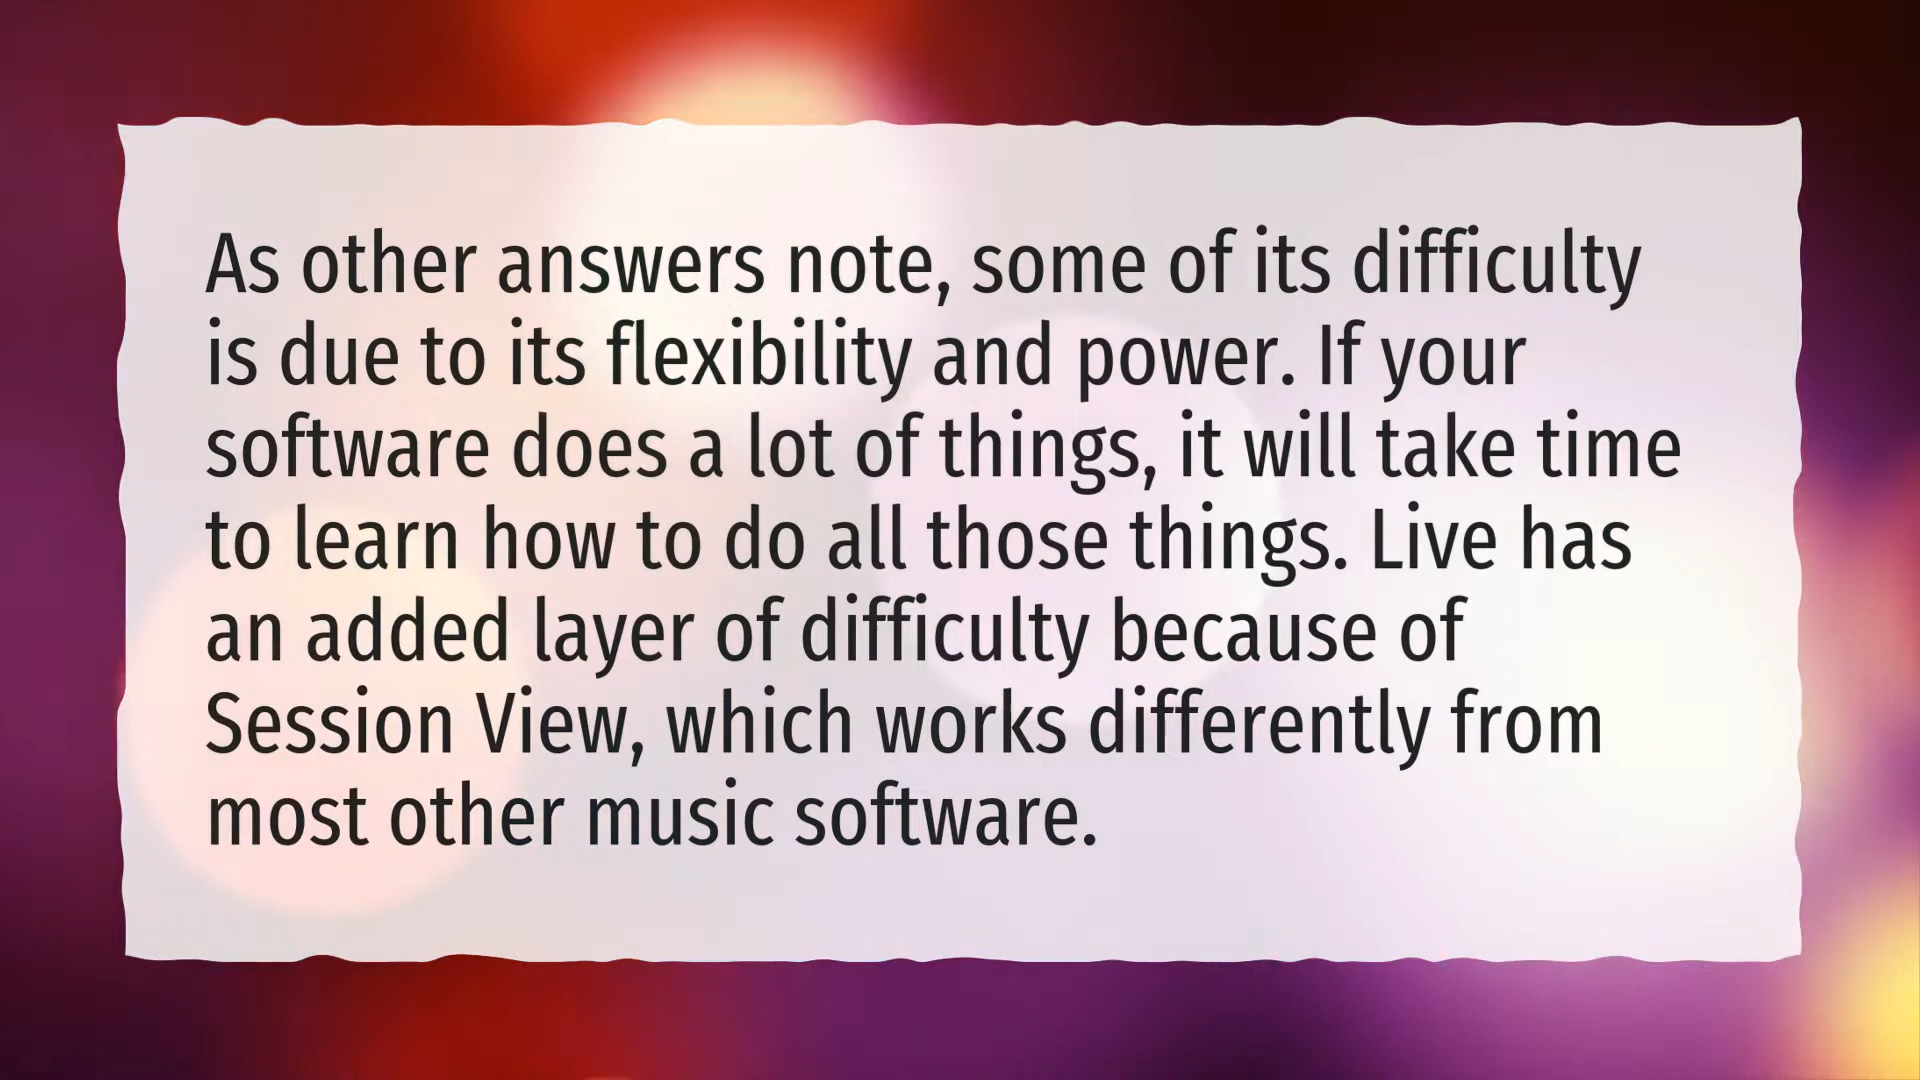 As other answers note, some of its difficulty
is due to its flexibility and power. If your
software does a lot of things, it will take time
to learn how to do all those things. Live has
an added layer of difficulty because of
Session View, which works differently from
most other music software.